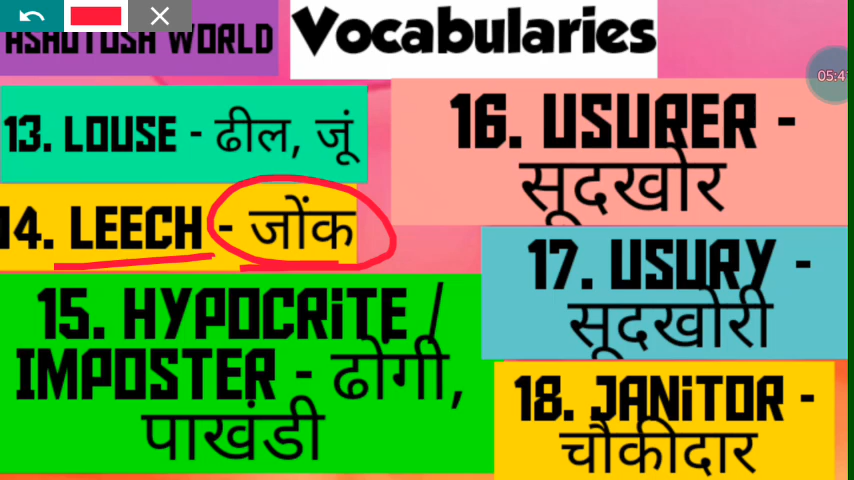 ASHUTOSH WORLD
Vocabularies
05:4
13. LOUSE - ढील, जूं
14. LEECH - जोंक
15. HYPOCRITE /
IMPOSTER - ढोंगी,
पाखंडी
16. USURER -
सूदखोर
17. USURY -
सूदखोरी
18. JANITOR -
चौकीदार